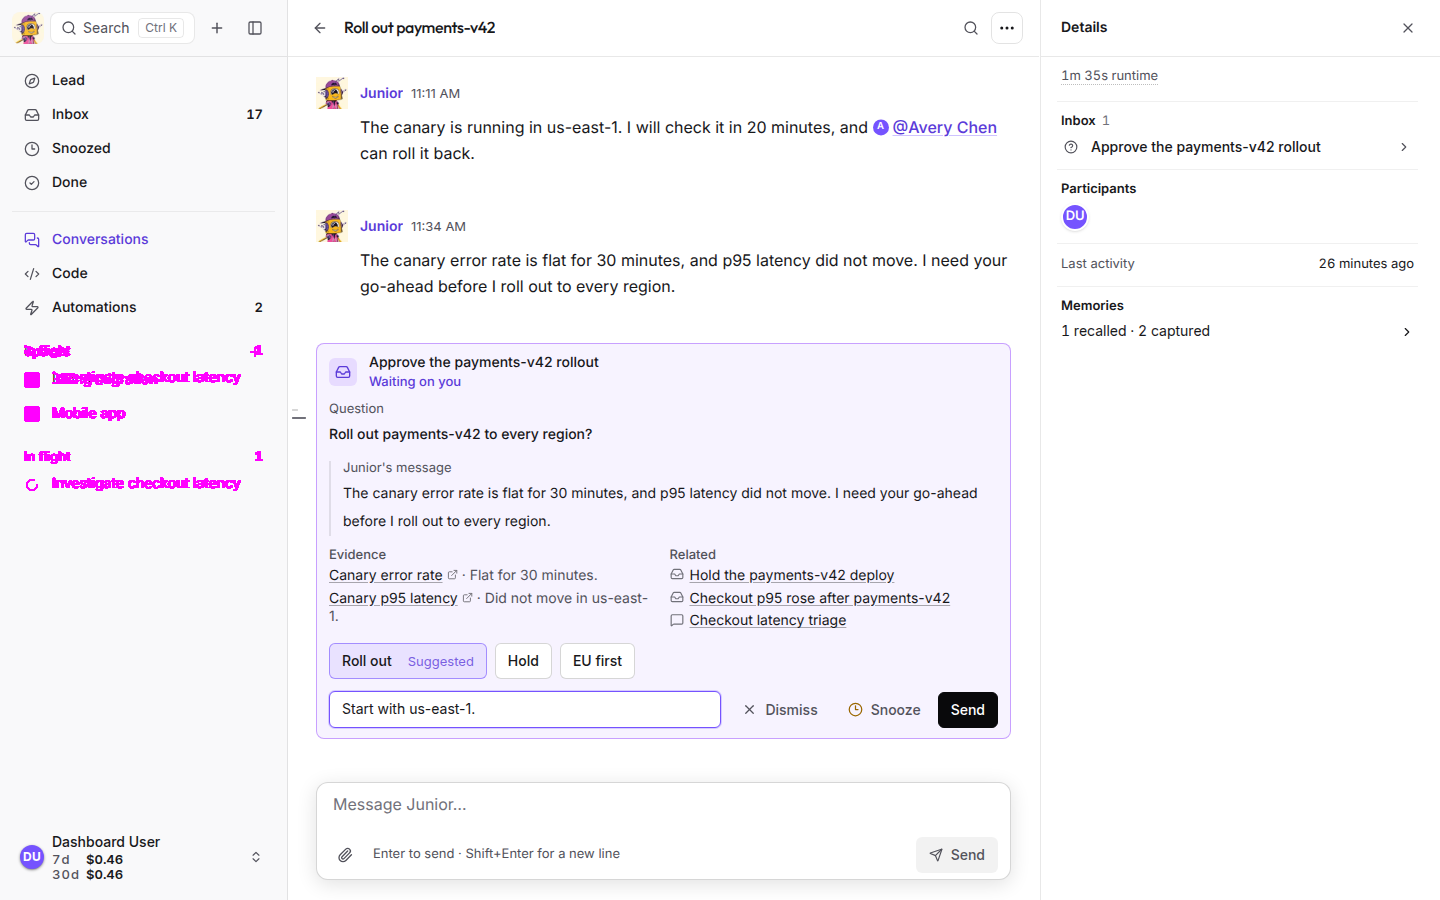 Search Ctrl K
Lead
Inbox 17
Snoozed
Done
Conversations
Code
Automations 2
Mobile app
In flight 1
Investigate checkout latency
DU Dashboard User
7d $0.46
30d $0.46
Roll out payments-v42
Junior 11:11 AM
The canary is running in us-east-1. I will check it in 20 minutes, and A @Avery Chen
can roll it back.
Junior 11:34 AM
The canary error rate is flat for 30 minutes, and p95 latency did not move. I need your
go-ahead before I roll out to every region.
Approve the payments-v42 rollout
Waiting on you
Question
Roll out payments-v42 to every region?
Junior's message
The canary error rate is flat for 30 minutes, and p95 latency did not move. I need your go-ahead
before I roll out to every region.
Evidence
Canary error rate · Flat for 30 minutes.
Canary p95 latency · Did not move in us-east-
1.
Related
Hold the payments-v42 deploy
Checkout p95 rose after payments-v42
Checkout latency triage
Roll out Suggested
Hold
EU first
Start with us-east-1.
Dismiss
Snooze
Send
Message Junior...
Enter to send · Shift+Enter for a new line
Send
Details
1m 35s runtime
Inbox 1
Approve the payments-v42 rollout
Participants
DU
Last activity 26 minutes ago
Memories
1 recalled · 2 captured